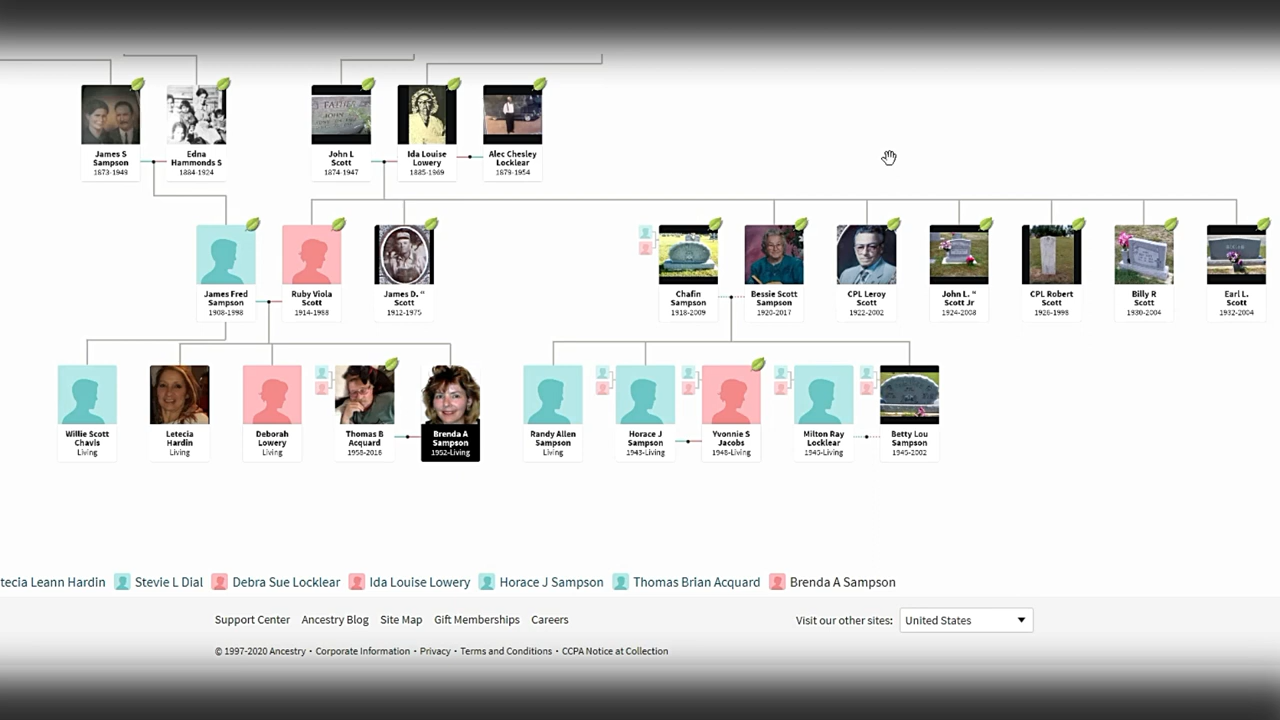 James S
Sampson
1873-1949
Edna
Hammonds S
1884-1924
John L
Scott
1874-1947
Ida Louise
Lowery
1885-1969
Alec Chesley
Locklear
1879-1954
James Fred
Sampson
1908-1998
Ruby Viola
Scott
1914-1988
James D. "
Scott
1912-1975
Chafin
Sampson
1918-2009
Bessie Scott
Sampson
1920-2017
CPL Leroy
Scott
1922-2002
John L. "
Scott Jr
1924-2008
CPL Robert
Scott
1926-1998
Billy R
Scott
1930-2004
Earl L.
Scott
1932-2004
Willie Scott
Chavis
Living
Letecia
Hardin
Living
Deborah
Lowery
Living
Thomas B
Acquard
1958-2018
Brenda A
Sampson
1952-Living
Randy Allen
Sampson
Living
Horace J
Sampson
1943-Living
Yvonnie S
Jacobs
1948-Living
Milton Ray
Locklear
1945-Living
Betty Lou
Sampson
1945-2002
tecia Leann Hardin Stevie L Dial Debra Sue Locklear Ida Louise Lowery Horace J Sampson Thomas Brian Acquard Brenda A Sampson
Support Center Ancestry Blog Site Map Gift Memberships Careers Visit our other sites: United States
© 1997-2020 Ancestry • Corporate Information • Privacy • Terms and Conditions • CCPA Notice at Collection